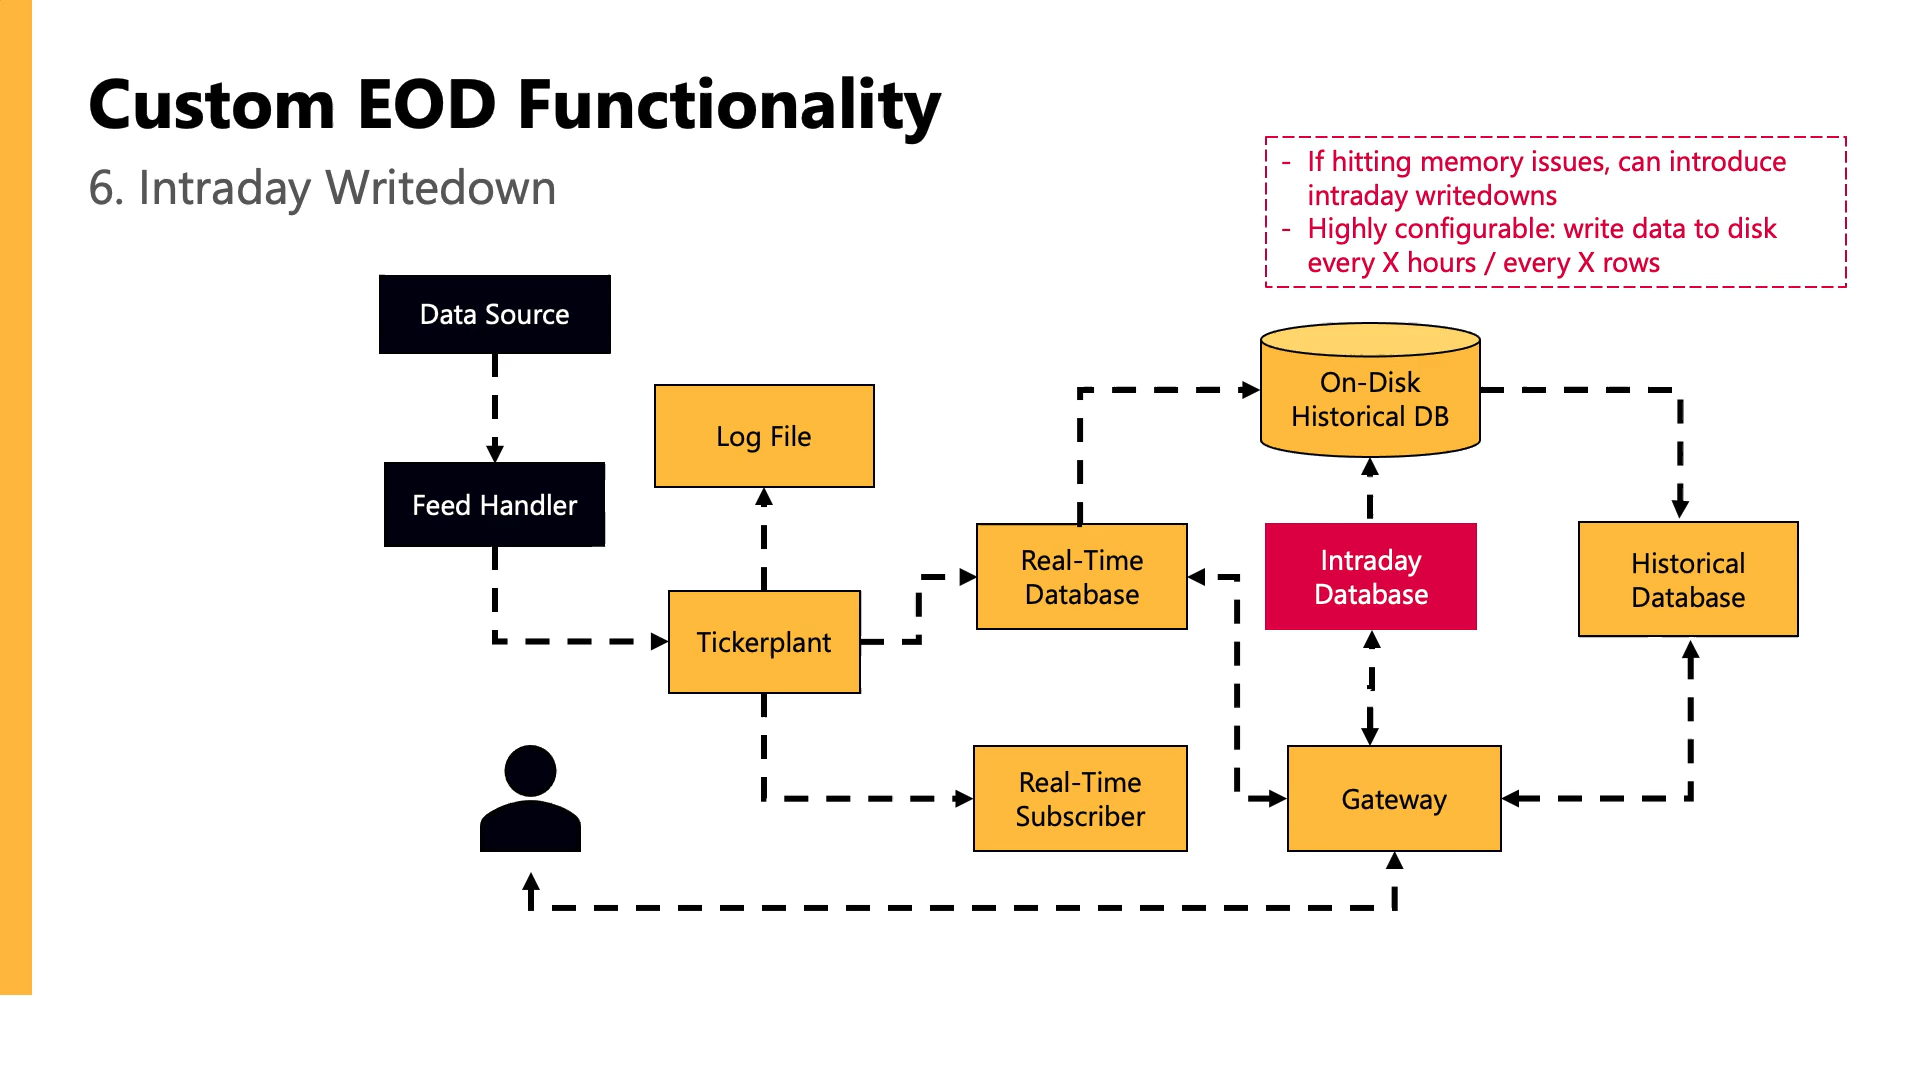 Custom EOD Functionality
6. Intraday Writedown
- If hitting memory issues, can introduce
intraday writedowns
- Highly configurable: write data to disk
every X hours / every X rows
Data Source
Feed Handler
Log File
Tickerplant
Real-Time
Database
Real-Time
Subscriber
On-Disk
Historical DB
Intraday
Database
Historical
Database
Gateway